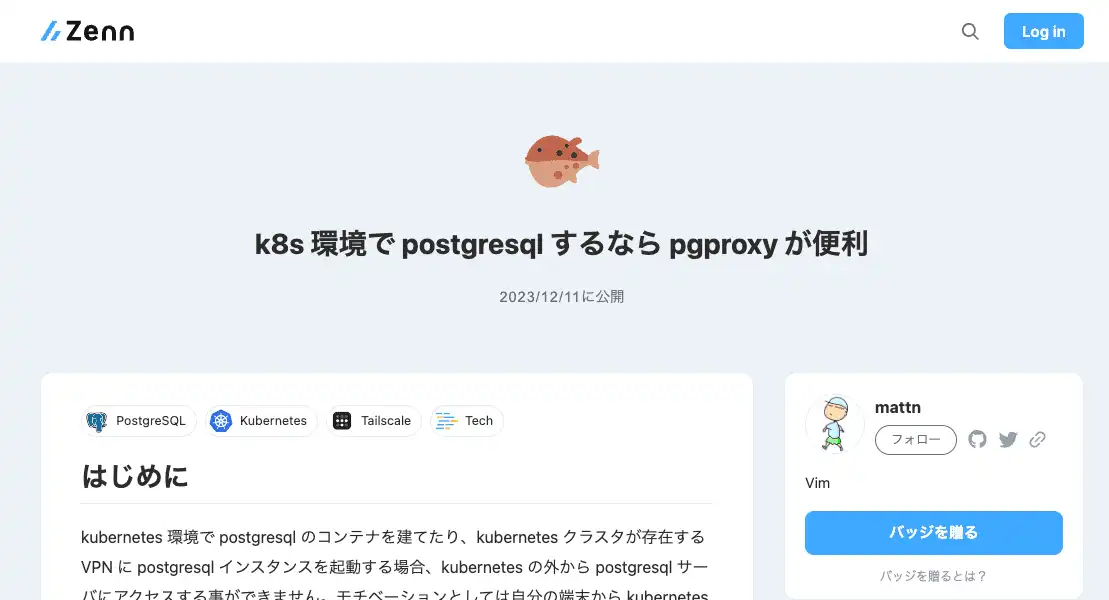 Zenn
Log in
k8s 環境で postgresql するなら pgproxy が便利
2023/12/11に公開
PostgreSQL
Kubernetes
Tailscale
Tech
はじめに
kubernetes 環境で postgresql のコンテナを建てたり、kubernetes クラスタが存在する
VPN に postgresql インスタンスを起動する場合、kubernetes の外から postgresql サー
バにアクセスする事ができません。モチベーションとしては自分の端末から kubernetes
mattn
フォロー
Vim
バッジを贈る
バッジを贈るとは？